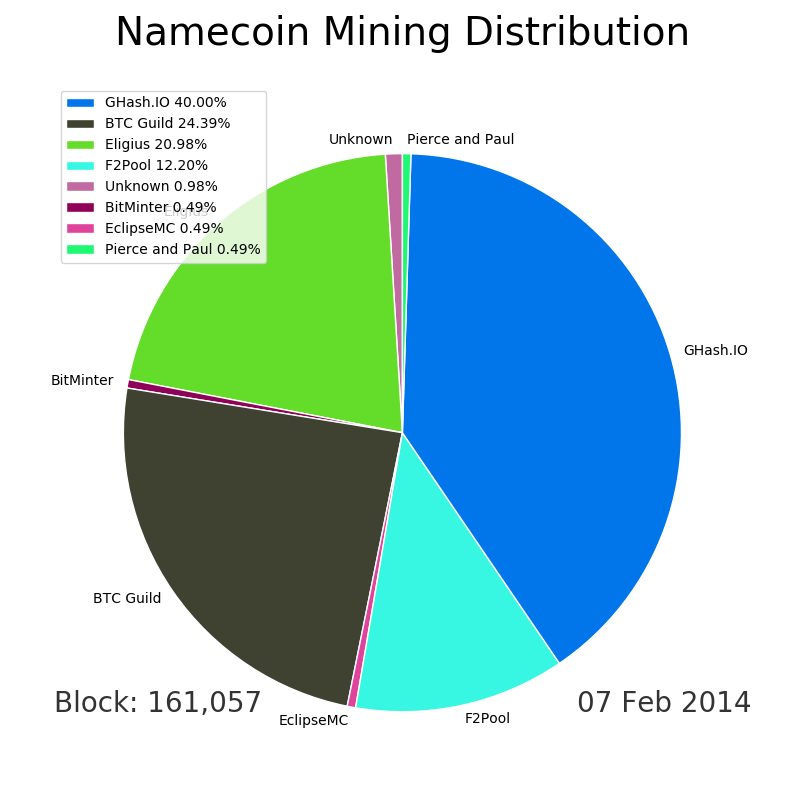 Namecoin Mining Distribution
GHash.IO 40.00%
BTC Guild 24.39%
Eligius 20.98%
F2Pool 12.20%
Unknown 0.98%
BitMinter 0.49%
EclipseMC 0.49%
Pierce and Paul 0.49%
Unknown
Pierce and Paul
Eligius
GHash.IO
BitMinter
BTC Guild
Block: 161,057
07 Feb 2014
EclipseMC
F2Pool